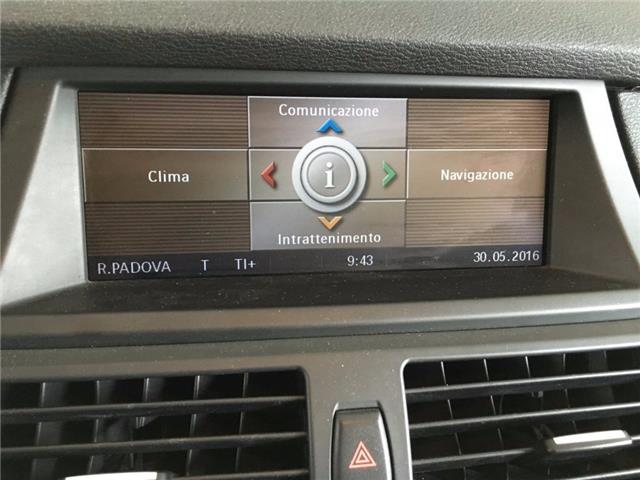 Comunicazione
Clima
i
Navigazione
Intrattenimento
R.PADOVA T TI+ 9:43 30.05.2016